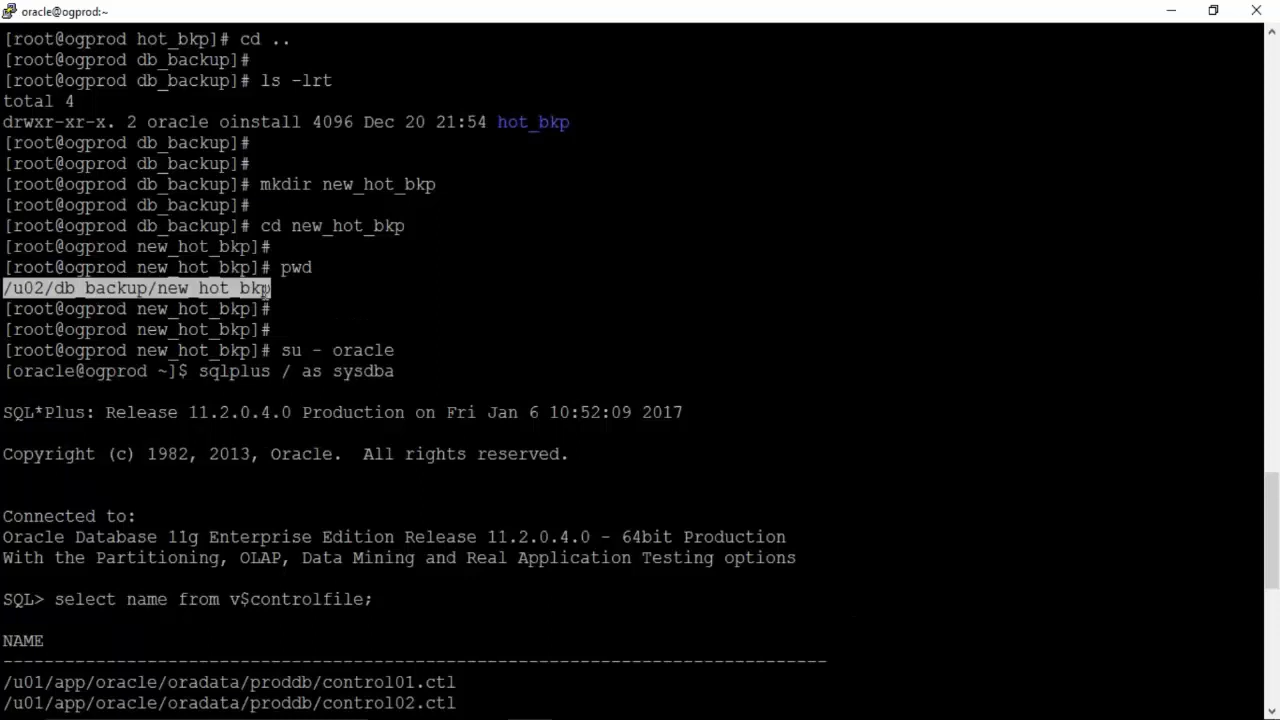 oracle@ogprod:~
[root@ogprod hot_bkp]# cd ..
[root@ogprod db_backup]#
[root@ogprod db_backup]# ls -lrt
total 4
drwxr-xr-x. 2 oracle oinstall 4096 Dec 20 21:54 hot_bkp
[root@ogprod db_backup]#
[root@ogprod db_backup]#
[root@ogprod db_backup]# mkdir new_hot_bkp
[root@ogprod db_backup]#
[root@ogprod db_backup]# cd new_hot_bkp
[root@ogprod new_hot_bkp]#
[root@ogprod new_hot_bkp]# pwd
/u02/db_backup/new_hot_bkp
[root@ogprod new_hot_bkp]#
[root@ogprod new_hot_bkp]#
[root@ogprod new_hot_bkp]# su - oracle
[oracle@ogprod ~]$ sqlplus / as sysdba
SQL*Plus: Release 11.2.0.4.0 Production on Fri Jan 6 10:52:09 2017
Copyright (c) 1982, 2013, Oracle.  All rights reserved.
Connected to:
Oracle Database 11g Enterprise Edition Release 11.2.0.4.0 - 64bit Production
With the Partitioning, OLAP, Data Mining and Real Application Testing options
SQL> select name from v$controlfile;
NAME
--------------------------------------------------------------------------------
/u01/app/oracle/oradata/proddb/control01.ctl
/u01/app/oracle/oradata/proddb/control02.ctl